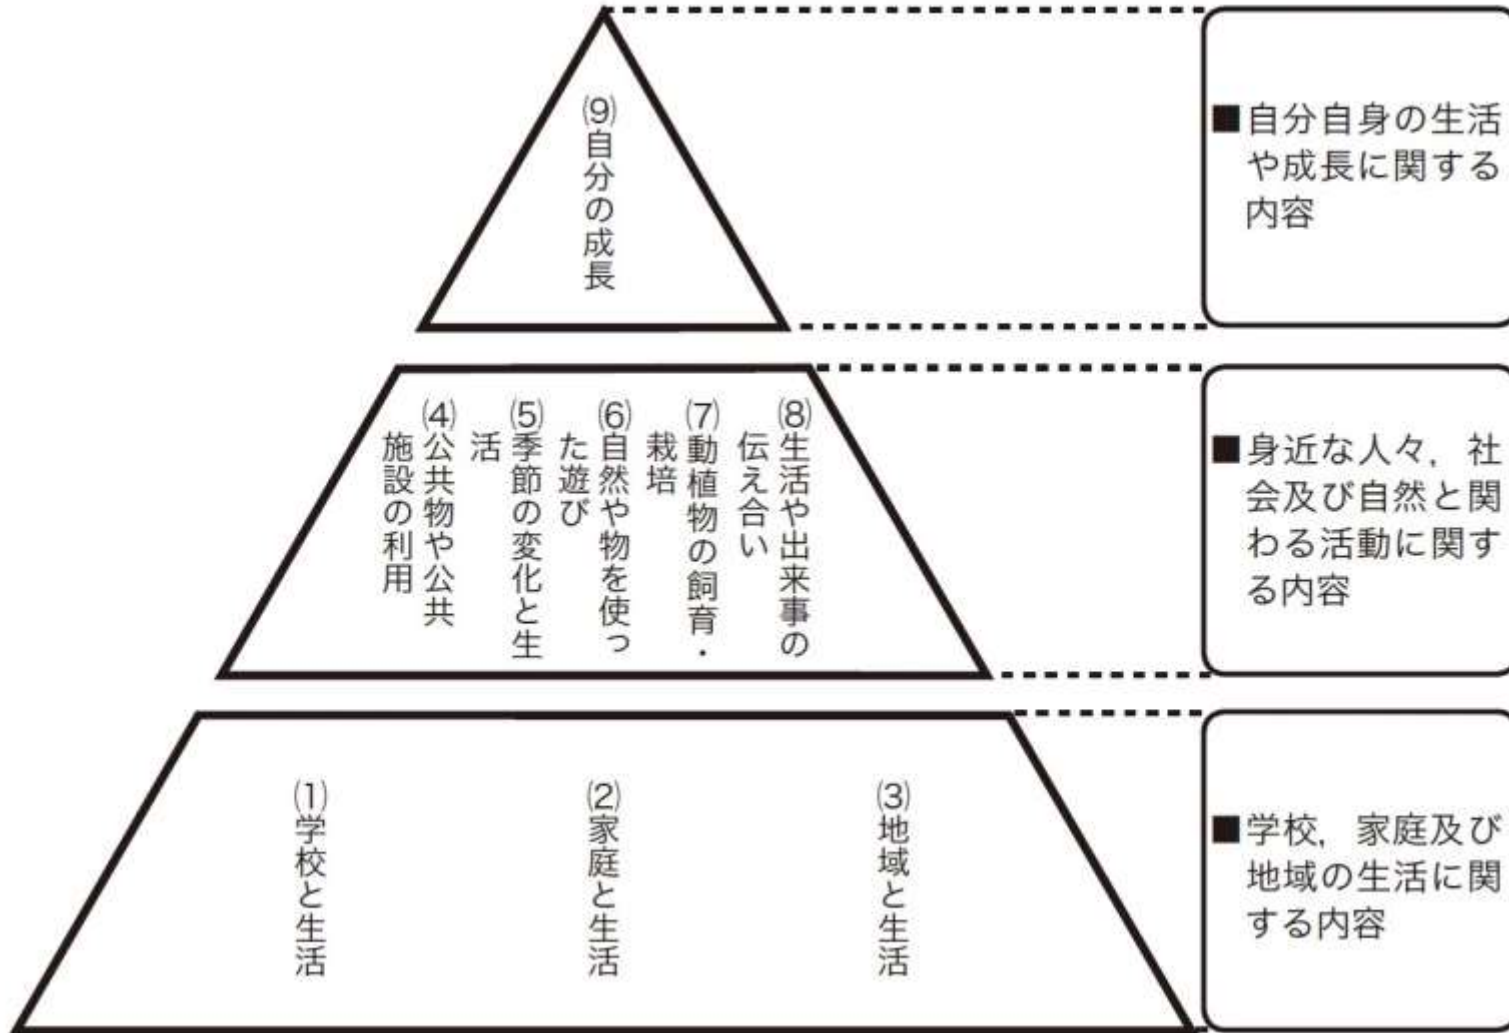 (9)自分の成長
■自分自身の生活
や成長に関する
内容
(8)生活や出来事の
伝え合い
(7)動植物の飼育・
栽培
(6)自然や物を使っ
た遊び
(5)季節の変化と生
活
(4)公共物や公共
施設の利用
■身近な人々，社
会及び自然と関
わる活動に関す
る内容
(3)地域と生活
(2)家庭と生活
(1)学校と生活
■学校，家庭及び
地域の生活に関
する内容